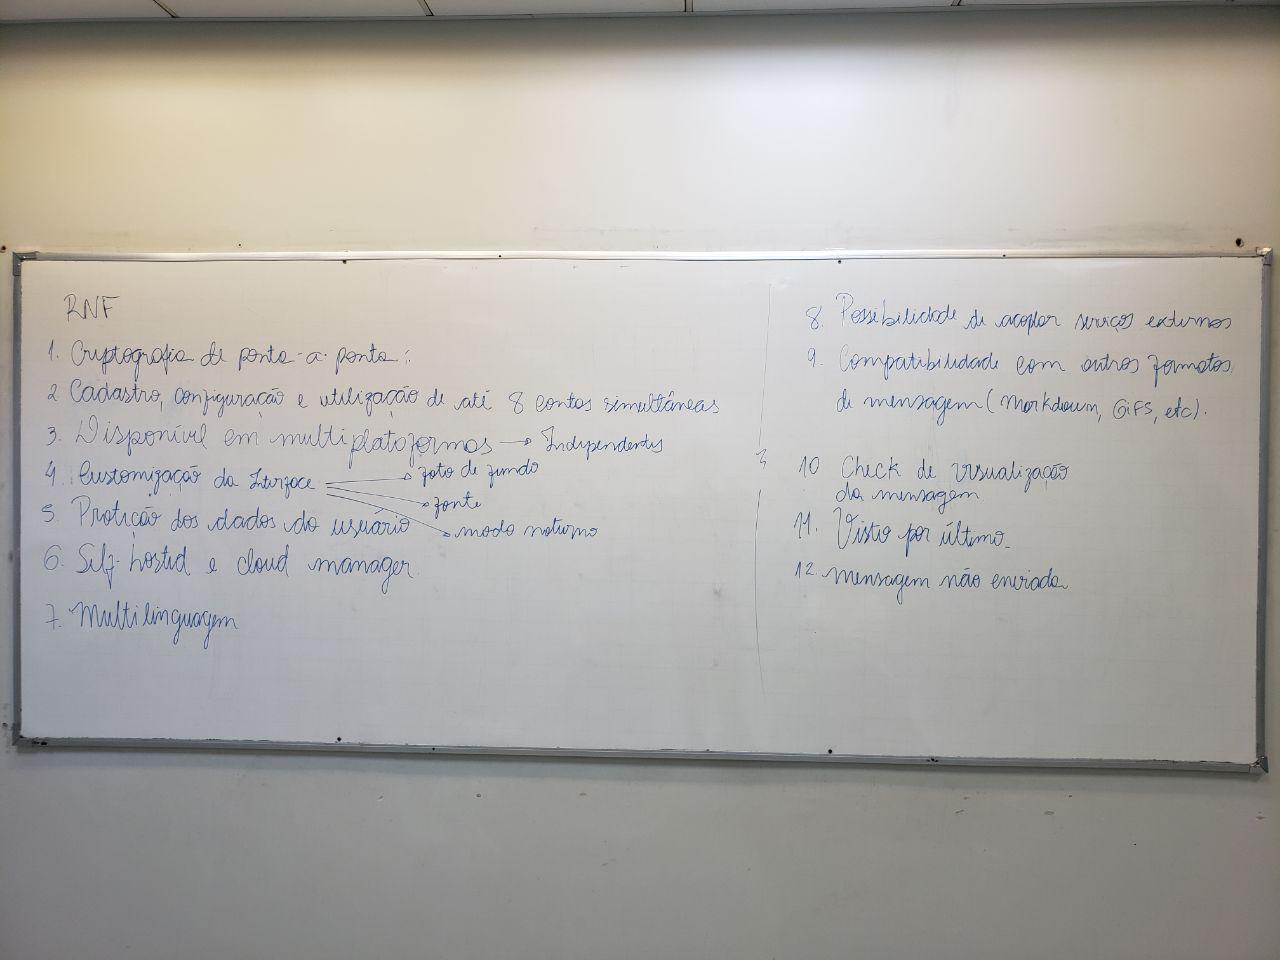 RNF
1. Criptografia de ponta-a-ponta;
2 Cadastro, configuração e utilização de até 8 contas simultâneas
3. Disponível em multiplataformas → Independentes
4 Customização da Interface → foto de fundo
→ fonte
→ modo noturno
5. Proteção dos dados do usuário
6. Self-hosted e cloud manager.
7. Multilinguagem
8. Possibilidade de acoplar serviços externos
9. Compatibilidade com outros formatos
de mensagem (Markdown, GIFS, etc).
10 Check de visualização
da mensagem
11. Visto por último.
12. mensagem não enviada